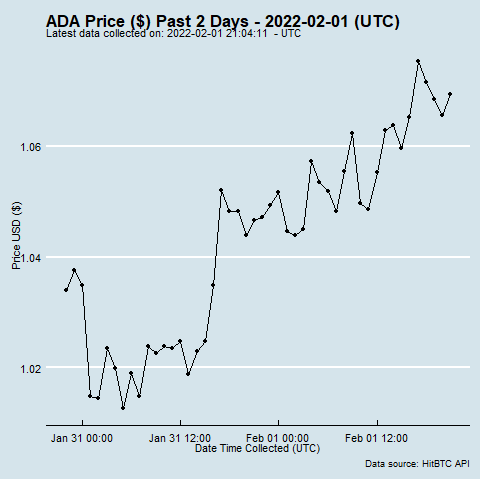 ADA Price ($) Past 2 Days - 2022-02-01 (UTC)
Latest data collected on: 2022-02-01 21:04:11 - UTC
Price USD ($)
1.06
1.04
1.02
Jan 31 00:00
Jan 31 12:00
Feb 01 00:00
Feb 01 12:00
Date Time Collected (UTC)
Data source: HitBTC API